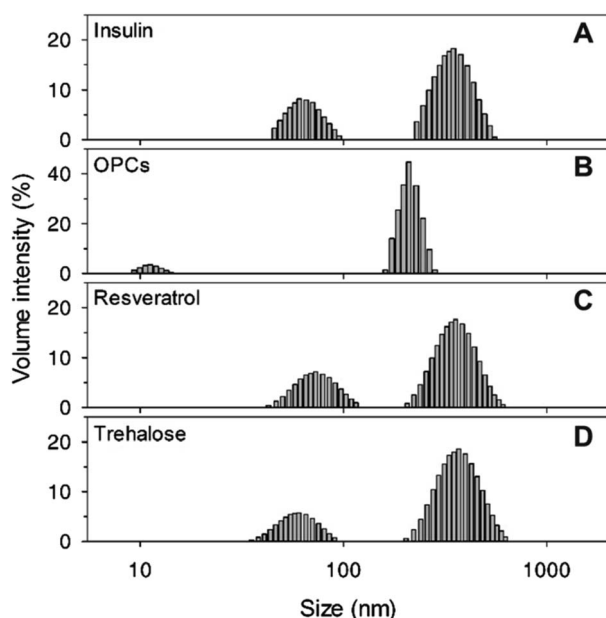 Insulin A
20
10
0
OPCs B
40
20
0
Resveratrol C
20
10
0
Trehalose D
20
10
0
10 100 1000
Size (nm)
Volume intensity (%)